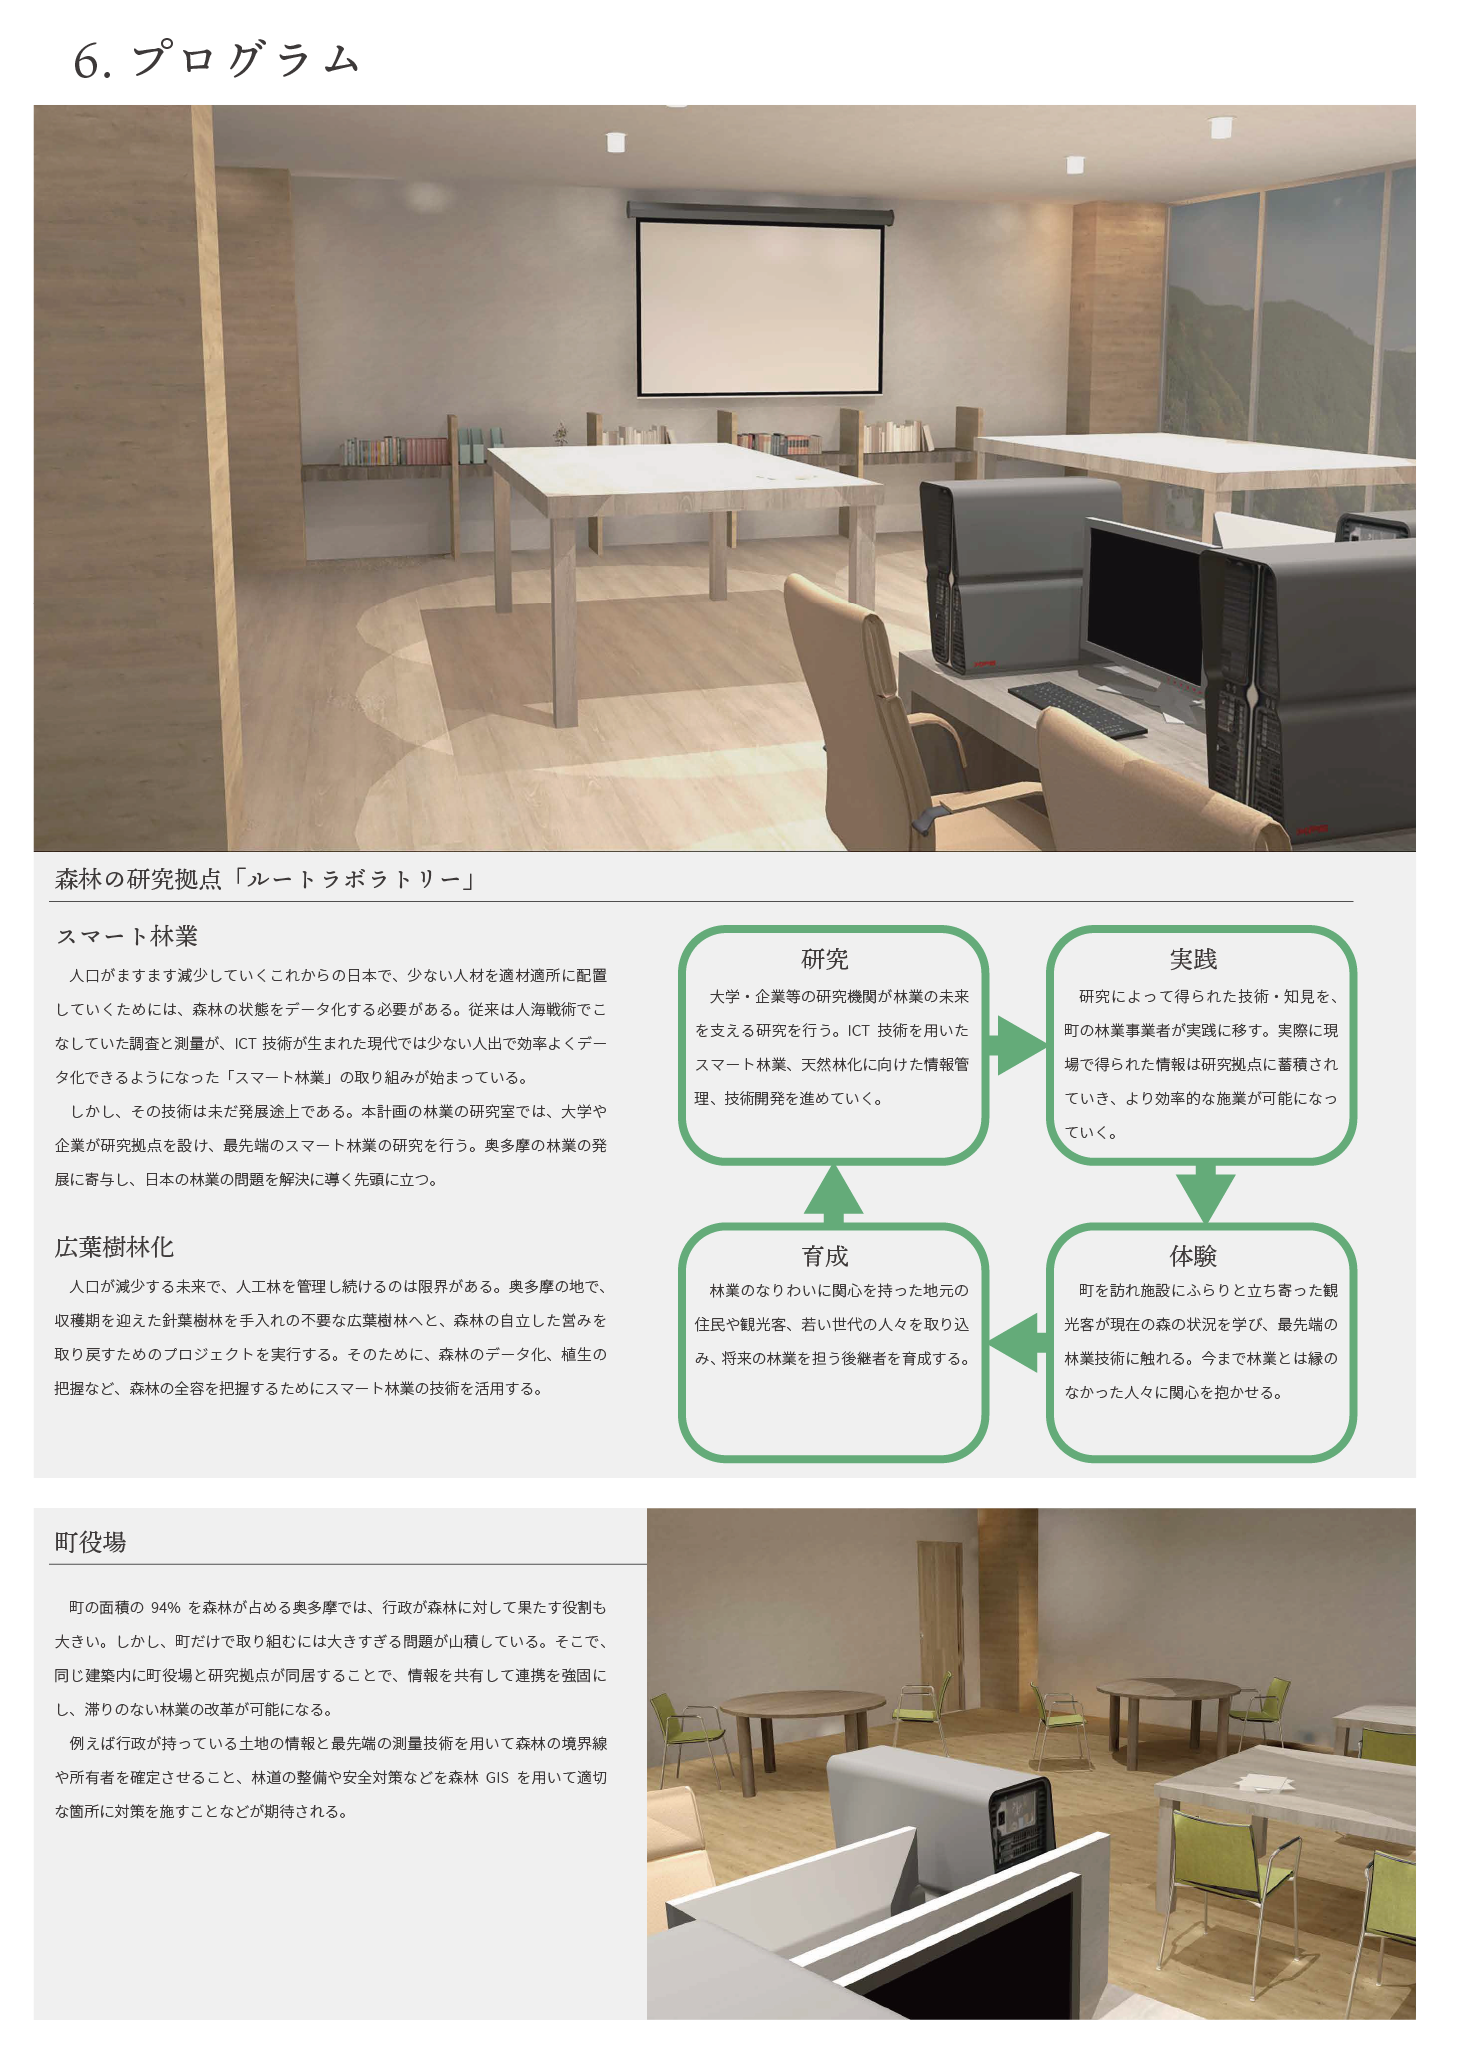 6. プログラム
森林の研究拠点「ルートラボラトリー」
スマート林業
人口がますます減少していくこれからの日本で、少ない人材を適材適所に配置
していくためには、森林の状態をデータ化する必要がある。従来は人海戦術でこ
なしていた調査と測量が、ICT 技術が生まれた現代では少ない人出で効率よくデー
タ化できるようになった「スマート林業」の取り組みが始まっている。
しかし、その技術は未だ発展途上である。本計画の林業の研究室では、大学や
企業が研究拠点を設け、最先端のスマート林業の研究を行う。奥多摩の林業の発
展に寄与し、日本の林業の問題を解決に導く先頭に立つ。
広葉樹林化
人口が減少する未来で、人工林を管理し続けるのは限界がある。奥多摩の地で、
収穫期を迎えた針葉樹林を手入れの不要な広葉樹林へと、森林の自立した営みを
取り戻すためのプロジェクトを実行する。そのために、森林のデータ化、植生の
把握など、森林の全容を把握するためにスマート林業の技術を活用する。
研究
大学・企業等の研究機関が林業の未来
を支える研究を行う。ICT 技術を用いた
スマート林業、天然林化に向けた情報管
理、技術開発を進めていく。
実践
研究によって得られた技術・知見を、
町の林業事業者が実践に移す。実際に現
場で得られた情報は研究拠点に蓄積され
ていき、より効率的な施業が可能になっ
ていく。
育成
林業のなりわいに関心を持った地元の
住民や観光客、若い世代の人々を取り込
み、将来の林業を担う後継者を育成する。
体験
町を訪れ施設にふらりと立ち寄った観
光客が現在の森の状況を学び、最先端の
林業技術に触れる。今まで林業とは縁の
なかった人々に関心を抱かせる。
町役場
町の面積の 94% を森林が占める奥多摩では、行政が森林に対して果たす役割も
大きい。しかし、町だけで取り組むには大きすぎる問題が山積している。そこで、
同じ建築内に町役場と研究拠点が同居することで、情報を共有して連携を強固に
し、滞りのない林業の改革が可能になる。
例えば行政が持っている土地の情報と最先端の測量技術を用いて森林の境界線
や所有者を確定させること、林道の整備や安全対策などを森林 GIS を用いて適切
な箇所に対策を施すことなどが期待される。